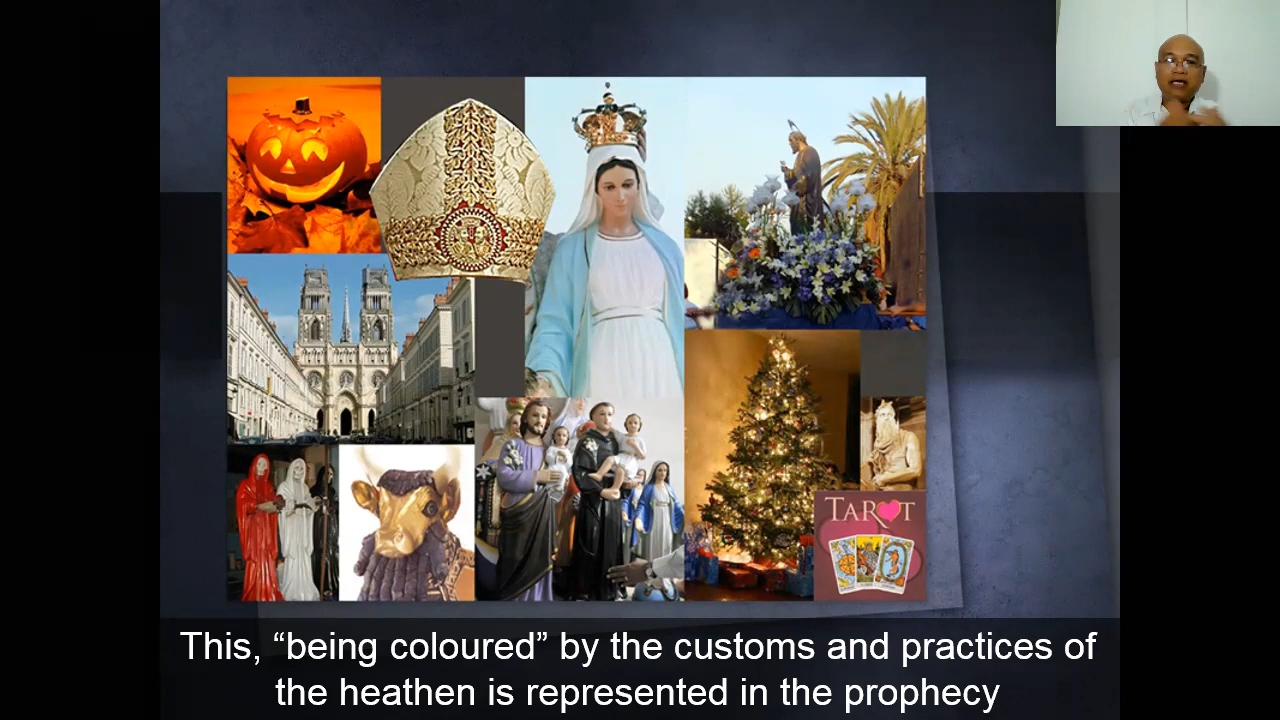 TAROT
This, “being coloured” by the customs and practices of
the heathen is represented in the prophecy